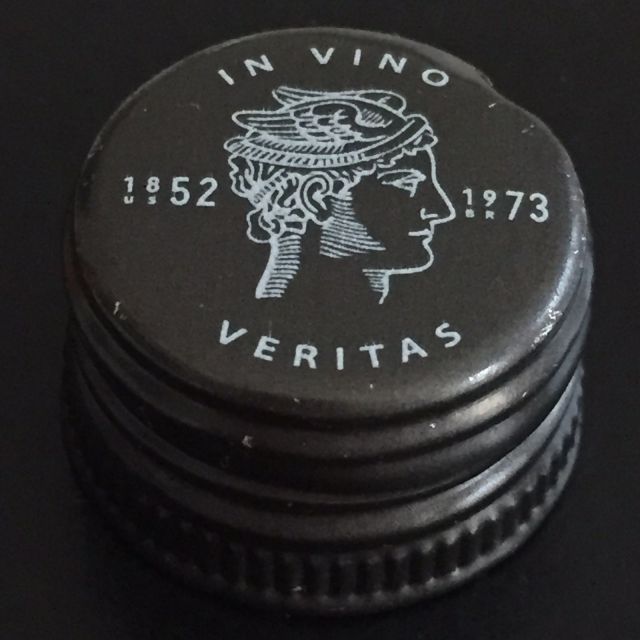 IN VINO
1852
1973
VERITAS